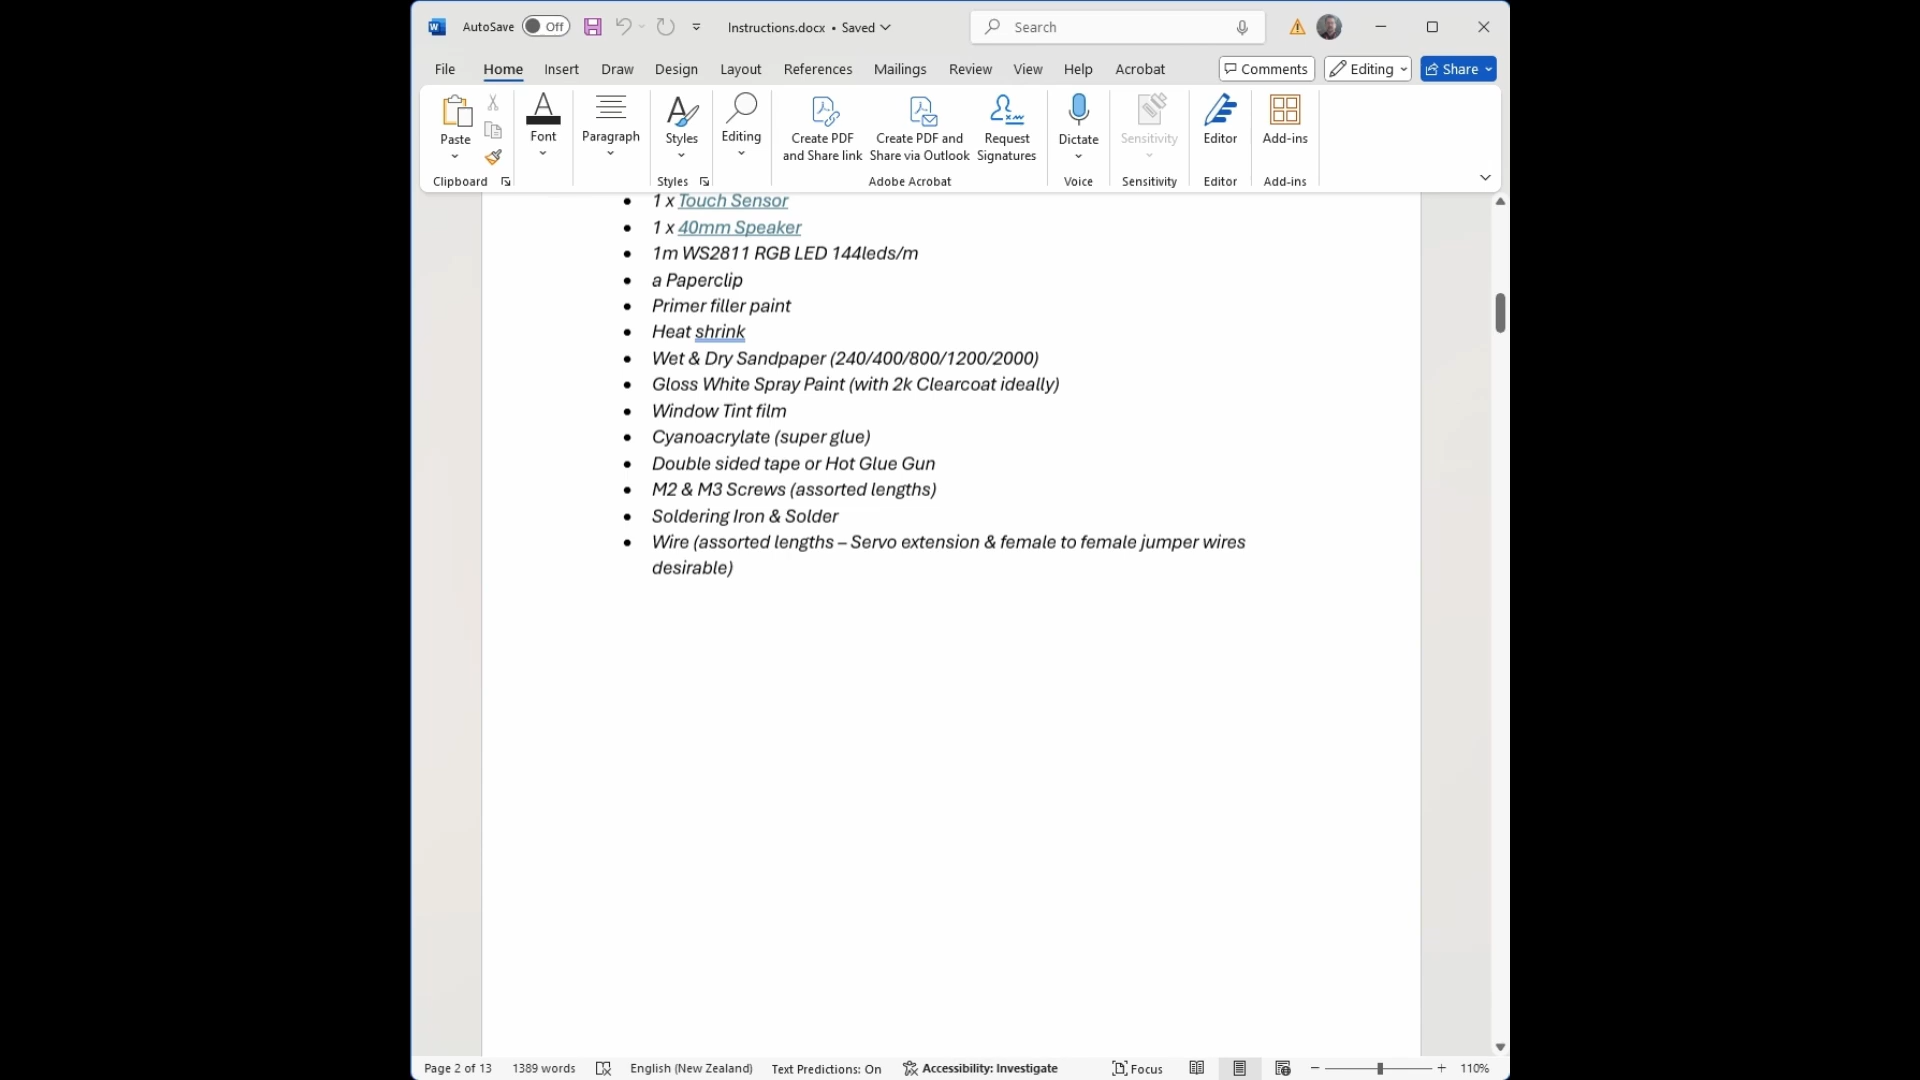 AutoSave Off Instructions.docx • Saved Search
File Home Insert Draw Design Layout References Mailings Review View Help Acrobat Comments Editing Share
Paste Font Paragraph Styles Editing Create PDF and Share link Create PDF and Share via Outlook Request Signatures Dictate Sensitivity Editor Add-ins
Clipboard Styles Adobe Acrobat Voice Sensitivity Editor Add-ins
• 1 x Touch Sensor
• 1 x 40mm Speaker
• 1m WS2811 RGB LED 144leds/m
• a Paperclip
• Primer filler paint
• Heat shrink
• Wet & Dry Sandpaper (240/400/800/1200/2000)
• Gloss White Spray Paint (with 2k Clearcoat ideally)
• Window Tint film
• Cyanoacrylate (super glue)
• Double sided tape or Hot Glue Gun
• M2 & M3 Screws (assorted lengths)
• Soldering Iron & Solder
• Wire (assorted lengths – Servo extension & female to female jumper wires
desirable)
Page 2 of 13 1389 words English (New Zealand) Text Predictions: On Accessibility: Investigate Focus 110%